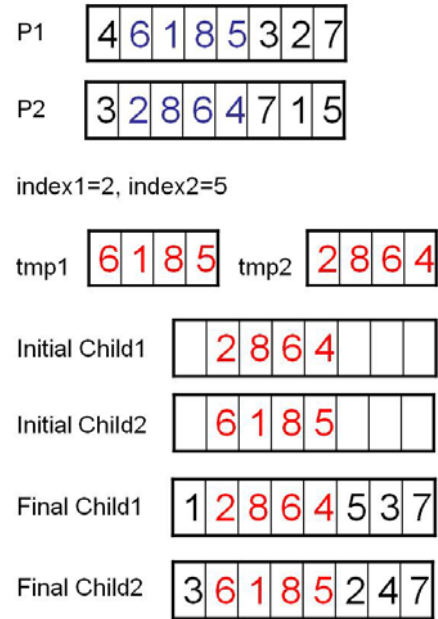 P1 4 6 1 8 5 3 2 7
P2 3 2 8 6 4 7 1 5
index1=2, index2=5
tmp1 6 1 8 5 tmp2 2 8 6 4
Initial Child1 2 8 6 4
Initial Child2 6 1 8 5
Final Child1 1 2 8 6 4 5 3 7
Final Child2 3 6 1 8 5 2 4 7